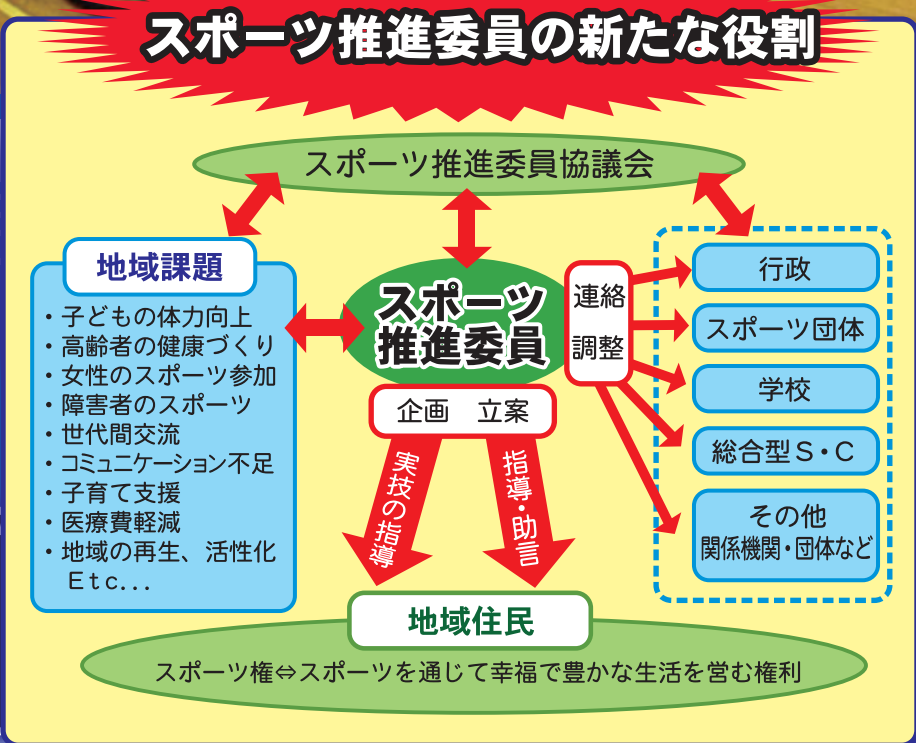 スポーツ推進委員の新たな役割
スポーツ推進委員協議会
地域課題
・子どもの体力向上
・高齢者の健康づくり
・女性のスポーツ参加
・障害者のスポーツ
・世代間交流
・コミュニケーション不足
・子育て支援
・医療費軽減
・地域の再生、活性化
Ｅｔｃ．．．
スポーツ
推進委員
企画　立案
連絡
調整
行政
スポーツ団体
学校
総合型Ｓ・Ｃ
その他
関係機関・団体など
実技の指導
指導・助言
地域住民
スポーツ権⇔スポーツを通じて幸福で豊かな生活を営む権利